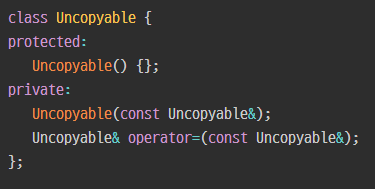 class Uncopyable {
protected:
   Uncopyable() {};
private:
   Uncopyable(const Uncopyable&);
   Uncopyable& operator=(const Uncopyable&);
};